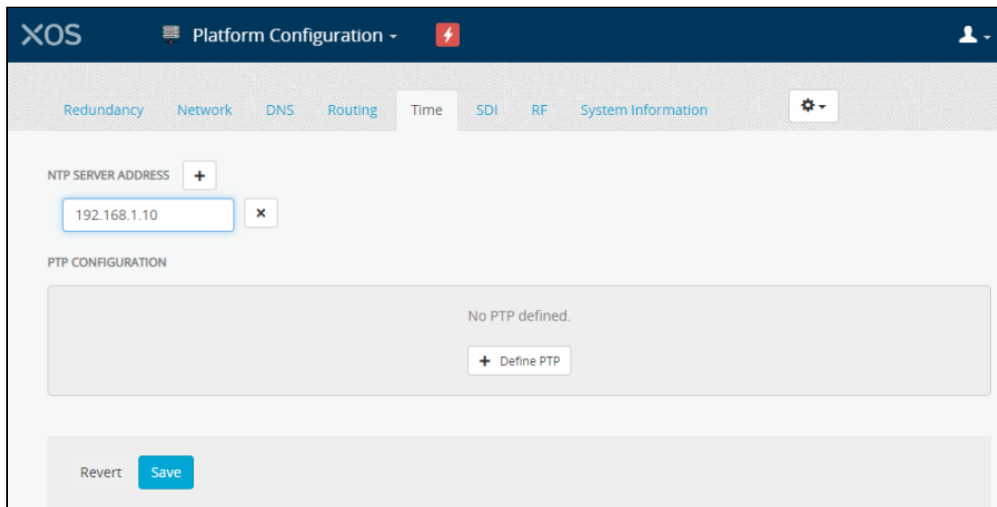 XOS Platform Configuration
Redundancy Network DNS Routing Time SDI RF System Information
NTP SERVER ADDRESS
192.168.1.10
PTP CONFIGURATION
No PTP defined.
+ Define PTP
Revert Save